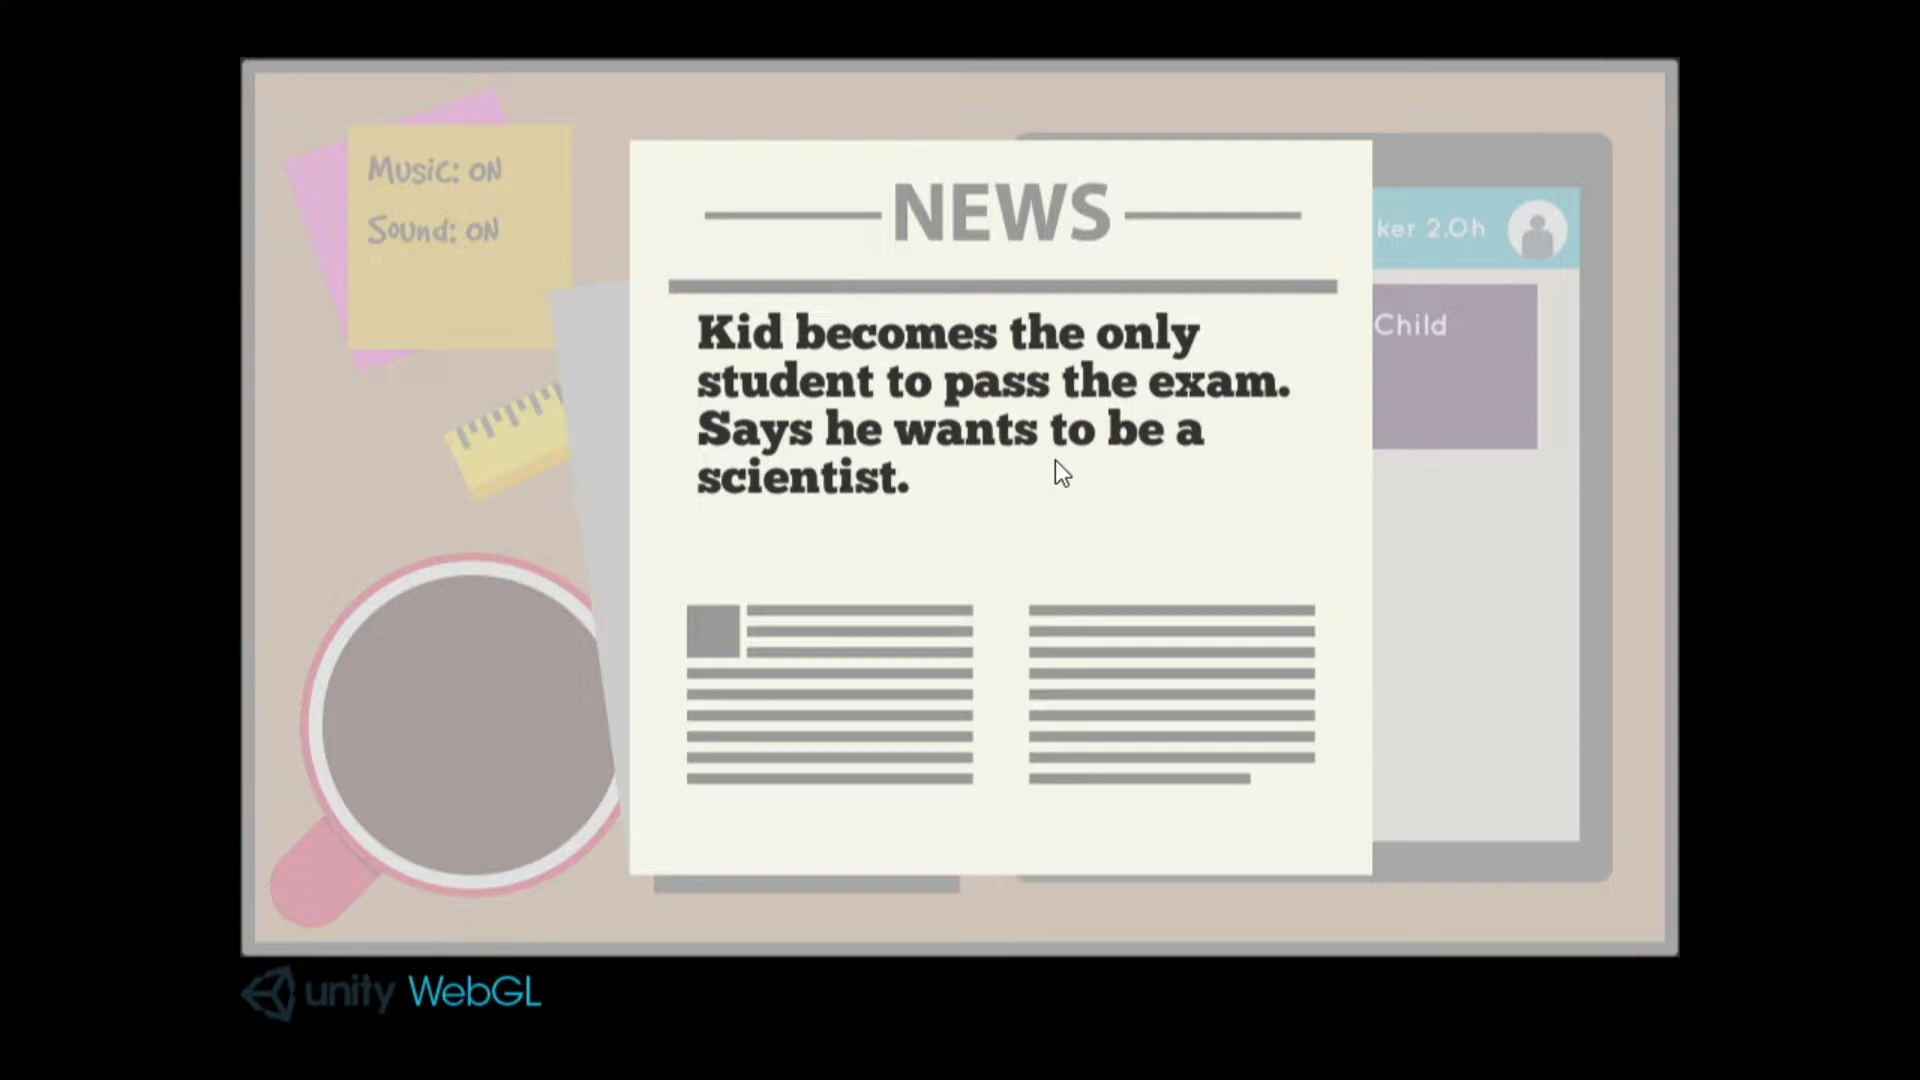 Music: ON
Sound: ON
NEWS
Kid becomes the only
student to pass the exam.
Says he wants to be a
scientist.
ker 2.0h
Child
unity WebGL